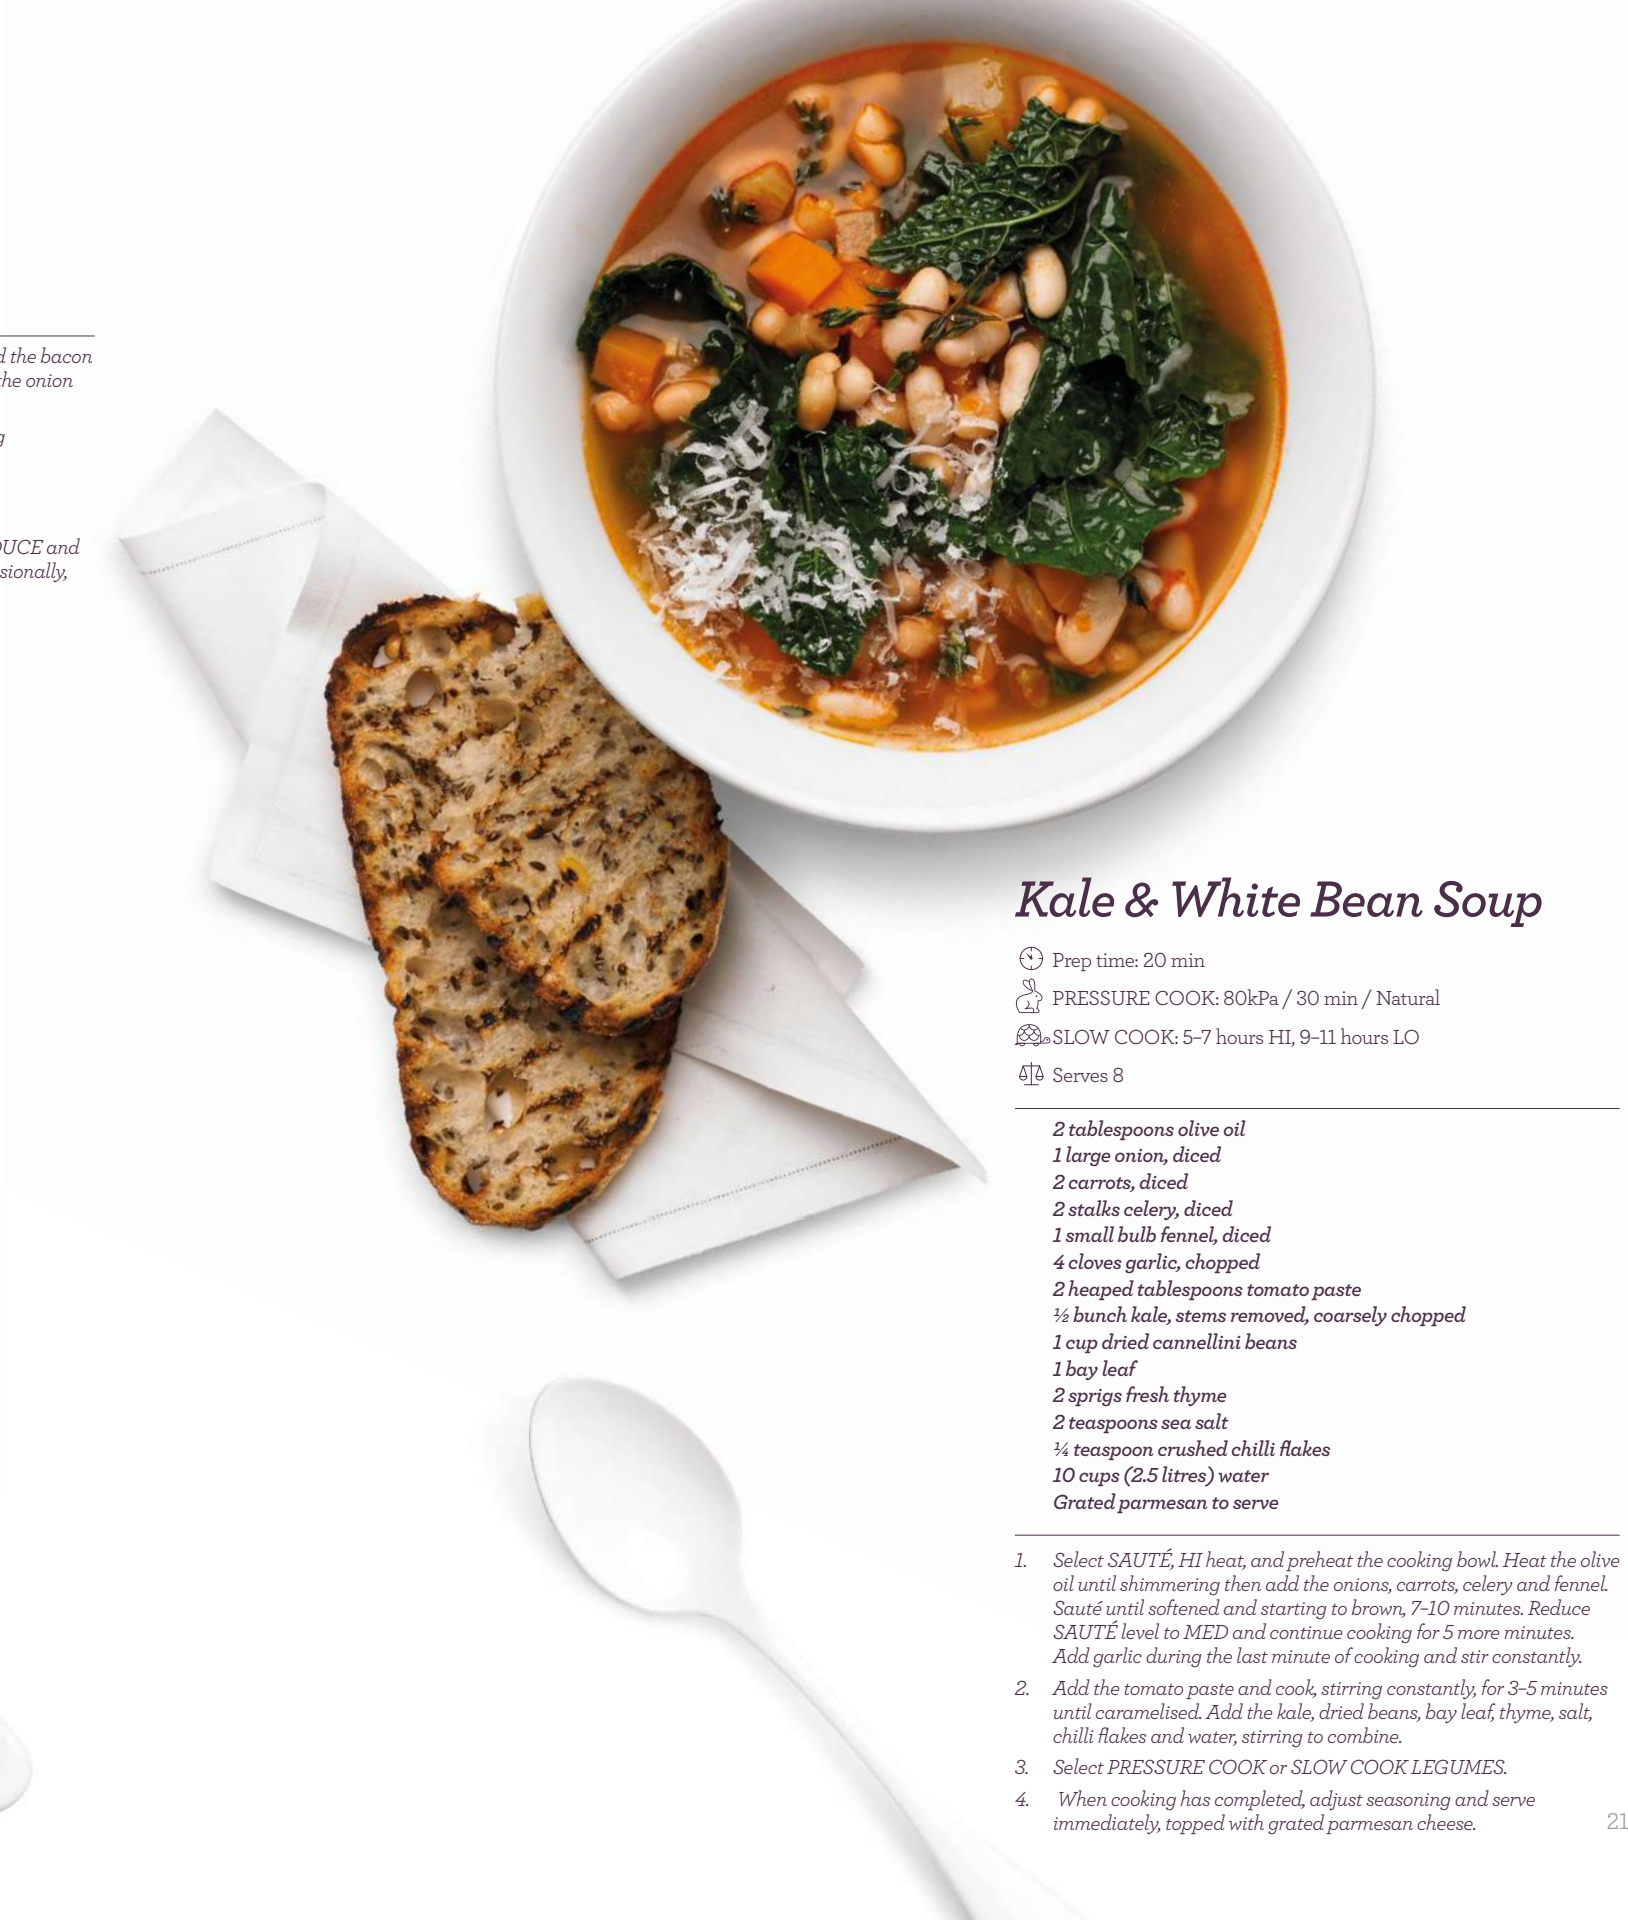 d the bacon
the onion
g
OUCE and
sionally,
Kale & White Bean Soup
Prep time: 20 min
PRESSURE COOK: 80kPa / 30 min / Natural
SLOW COOK: 5–7 hours HI, 9–11 hours LO
Serves 8
2 tablespoons olive oil
1 large onion, diced
2 carrots, diced
2 stalks celery, diced
1 small bulb fennel, diced
4 cloves garlic, chopped
2 heaped tablespoons tomato paste
½ bunch kale, stems removed, coarsely chopped
1 cup dried cannellini beans
1 bay leaf
2 sprigs fresh thyme
2 teaspoons sea salt
¼ teaspoon crushed chilli flakes
10 cups (2.5 litres) water
Grated parmesan to serve
1. Select SAUTÉ, HI heat, and preheat the cooking bowl. Heat the olive
oil until shimmering then add the onions, carrots, celery and fennel.
Sauté until softened and starting to brown, 7–10 minutes. Reduce
SAUTÉ level to MED and continue cooking for 5 more minutes.
Add garlic during the last minute of cooking and stir constantly.
2. Add the tomato paste and cook, stirring constantly, for 3–5 minutes
until caramelised. Add the kale, dried beans, bay leaf, thyme, salt,
chilli flakes and water, stirring to combine.
3. Select PRESSURE COOK or SLOW COOK LEGUMES.
4. When cooking has completed, adjust seasoning and serve
immediately, topped with grated parmesan cheese.
21